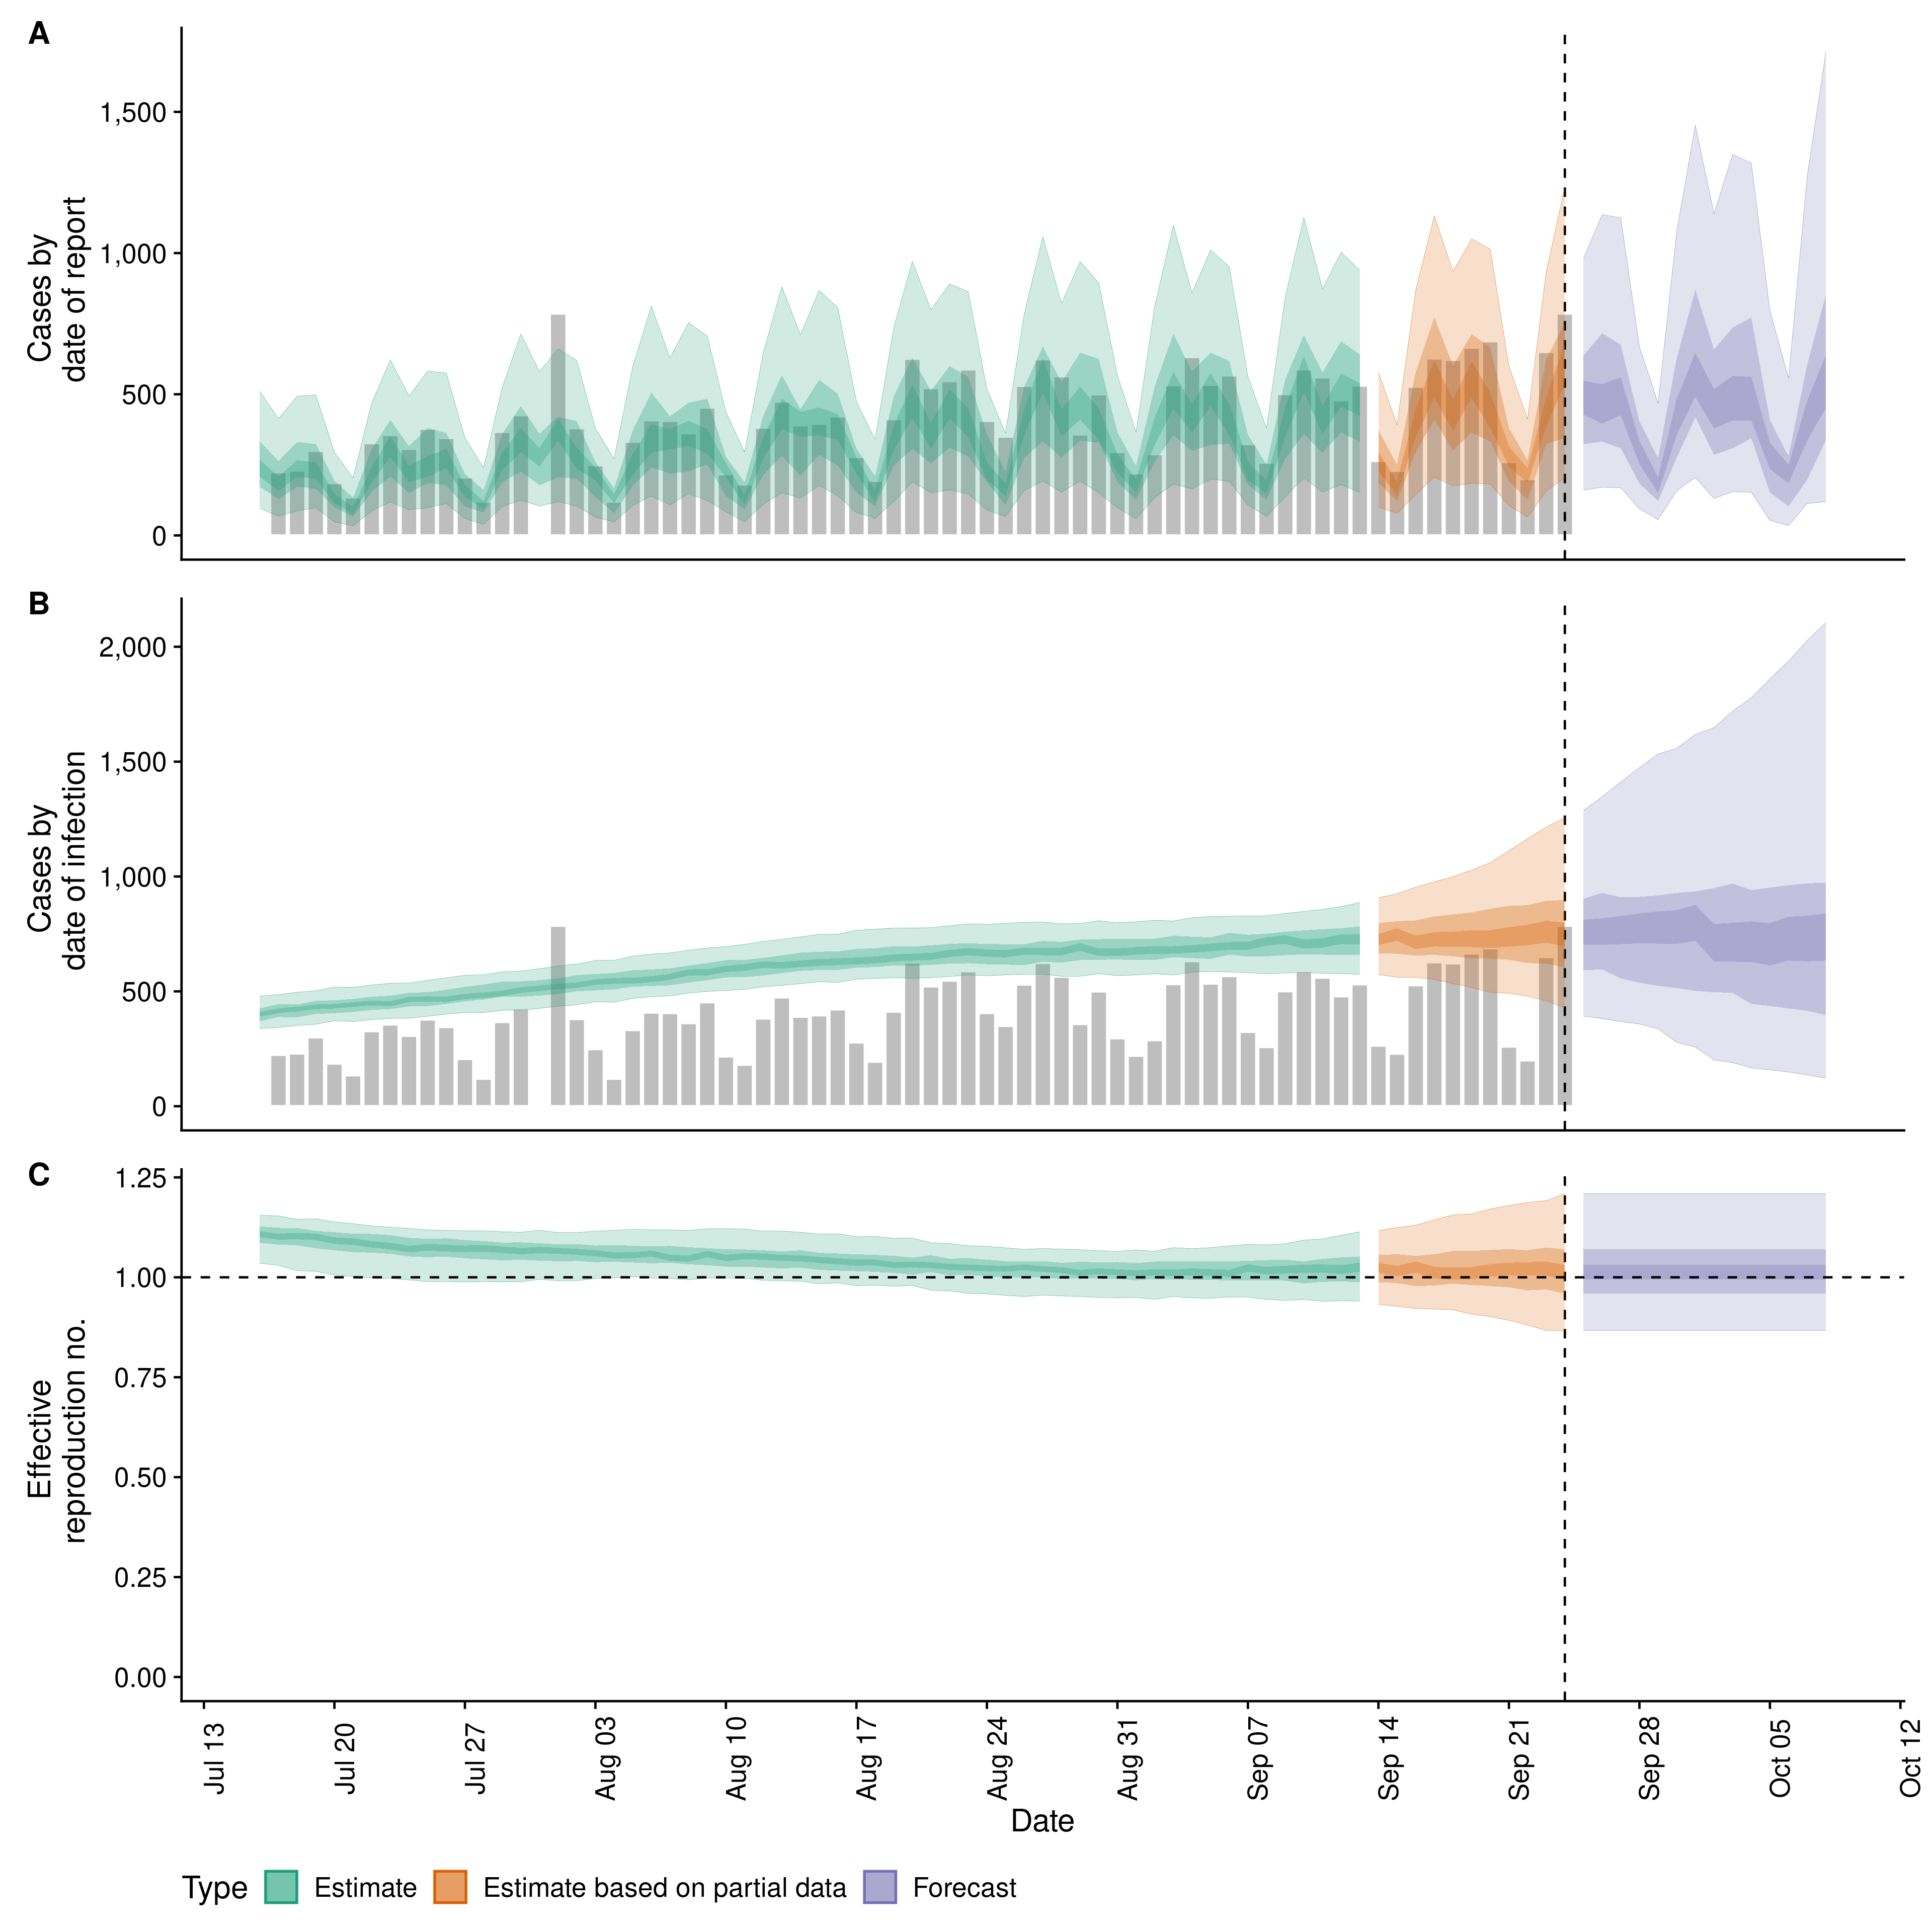 A
Cases by
date of report
1,500
1,000
500
0
B
Cases by
date of infection
2,000
1,500
1,000
500
0
C
Effective
reproduction no.
1.25
1.00
0.75
0.50
0.25
0.00
Jul 13
Jul 20
Jul 27
Aug 03
Aug 10
Aug 17
Aug 24
Aug 31
Sep 07
Sep 14
Sep 21
Sep 28
Oct 05
Oct 12
Date
Type Estimate Estimate based on partial data Forecast